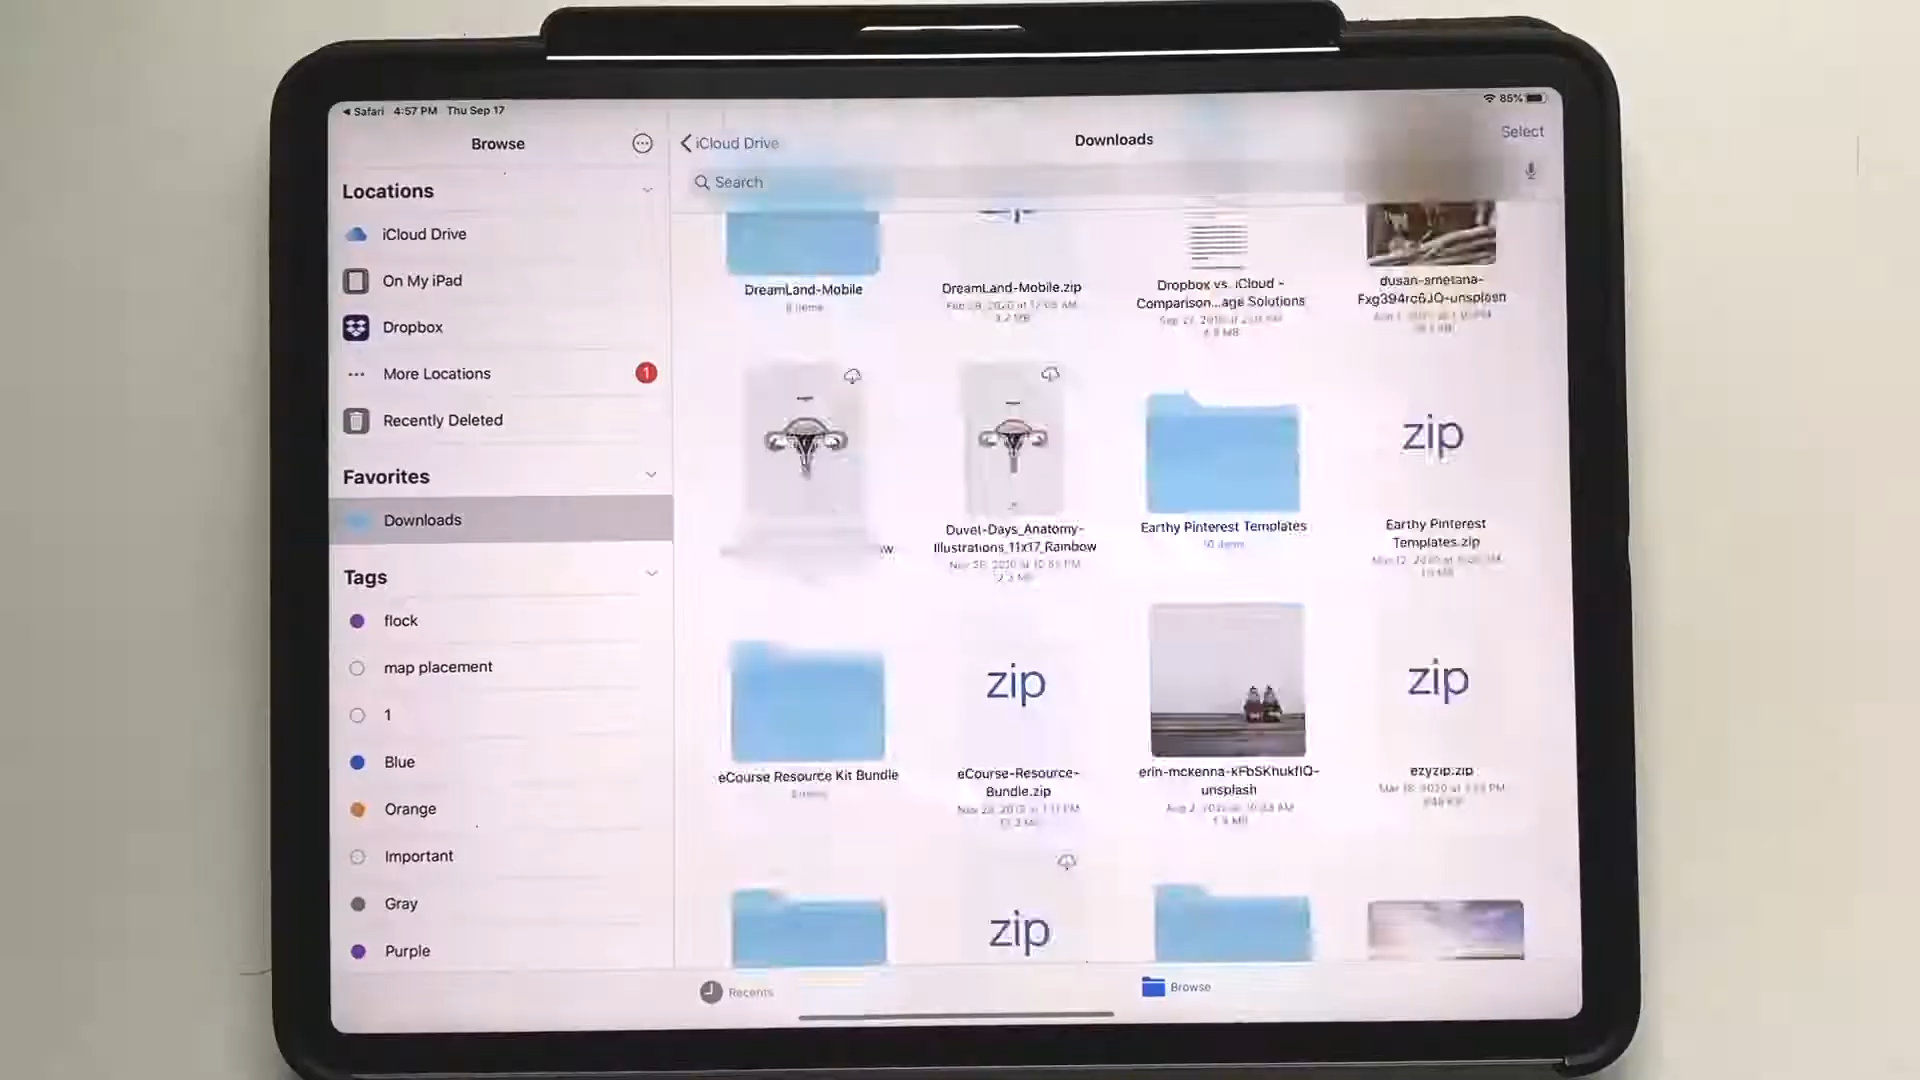 Safari 4:57 PM Thu Sep 17
85%
Browse
Locations
iCloud Drive
On My iPad
Dropbox
More Locations
1
Recently Deleted
Favorites
Downloads
Tags
flock
map placement
1
Blue
Orange
Important
Gray
Purple
iCloud Drive
Downloads
Select
Search
DreamLand-Mobile
DreamLand-Mobile.zip
Dropbox vs. iCloud -
Comparison...age Solutions
dusan-smetana-
Fxg394rc6JQ-unsplash
Duvet-Days_Anatomy-
Illustrations_11x17_Rainbow
Earthy Pinterest Templates
10 items
zip
Earthy Pinterest
Templates.zip
eCourse Resource Kit Bundle
zip
eCourse-Resource-
Bundle.zip
erin-mckenna-
unsplash
zip
ezyzip.zip
zip
Recents
Browse